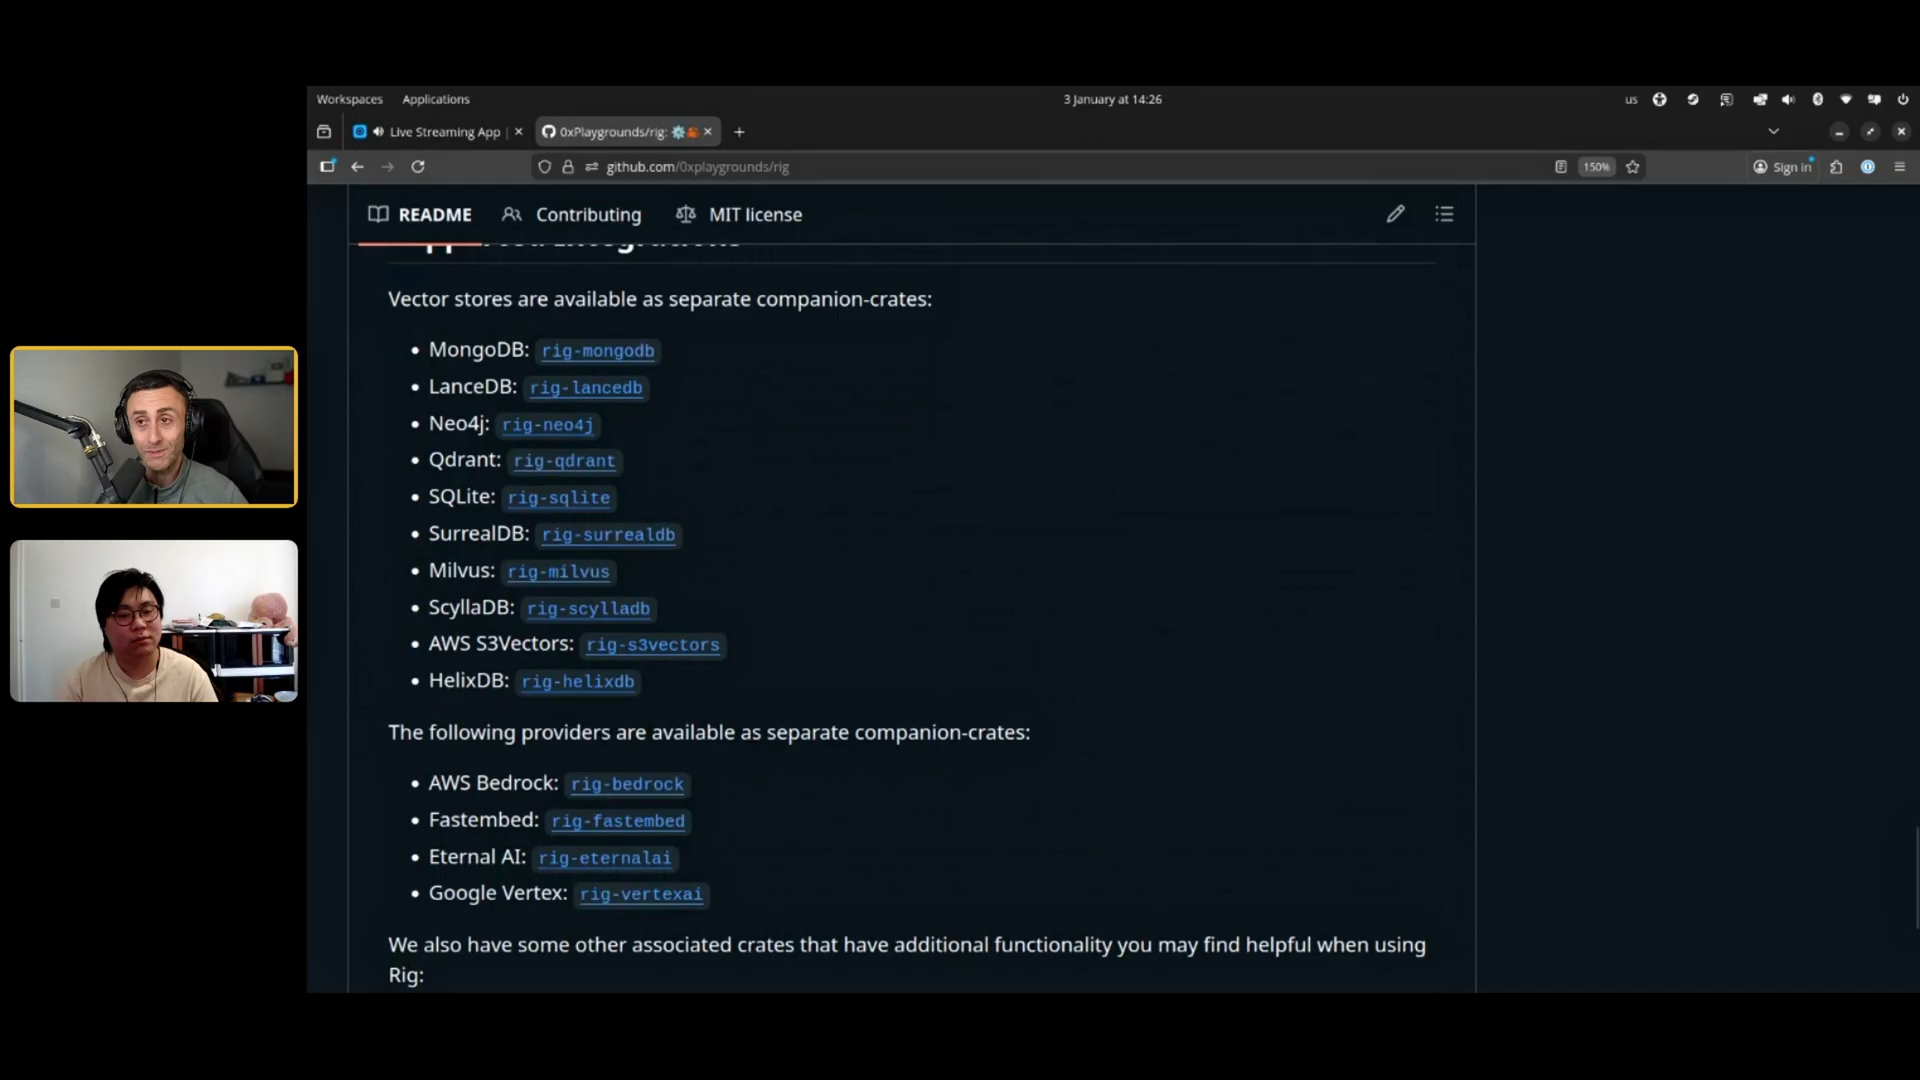 Workspaces Applications 3 January at 14:26 us
Live Streaming App | 0xPlaygrounds/rig:
github.com/0xplaygrounds/rig 150% Sign in
README Contributing MIT license
Supported Integrations
Vector stores are available as separate companion-crates:
• MongoDB: rig-mongodb
• LanceDB: rig-lancedb
• Neo4j: rig-neo4j
• Qdrant: rig-qdrant
• SQLite: rig-sqlite
• SurrealDB: rig-surrealdb
• Milvus: rig-milvus
• ScyllaDB: rig-scylladb
• AWS S3Vectors: rig-s3vectors
• HelixDB: rig-helixdb
The following providers are available as separate companion-crates:
• AWS Bedrock: rig-bedrock
• Fastembed: rig-fastembed
• Eternal AI: rig-eternalai
• Google Vertex: rig-vertexai
We also have some other associated crates that have additional functionality you may find helpful when using
Rig: